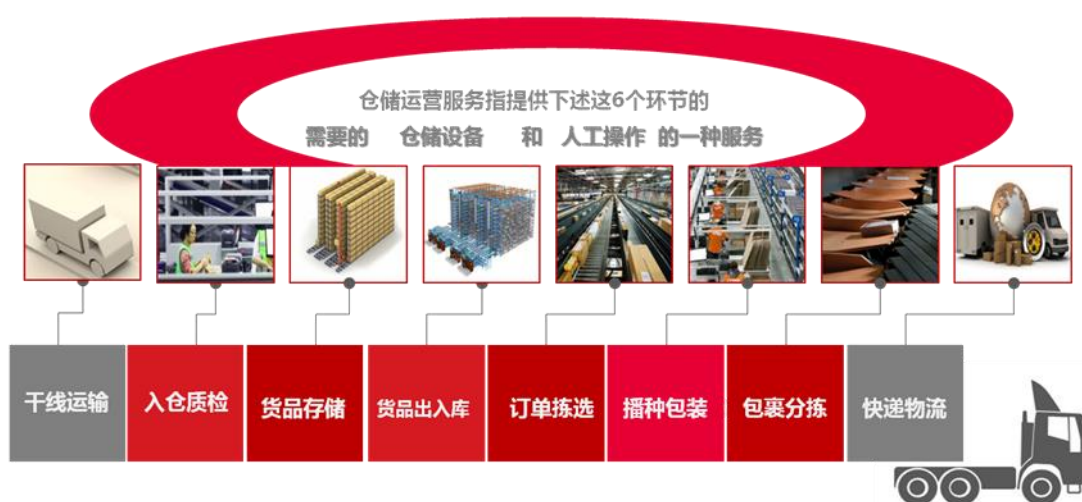 仓储运营服务指提供下述这6个环节的
需要的 仓储设备 和 人工操作 的一种服务
干线运输
入仓质检
货品存储
货品出入库
订单拣选
播种包装
包裹分拣
快递物流